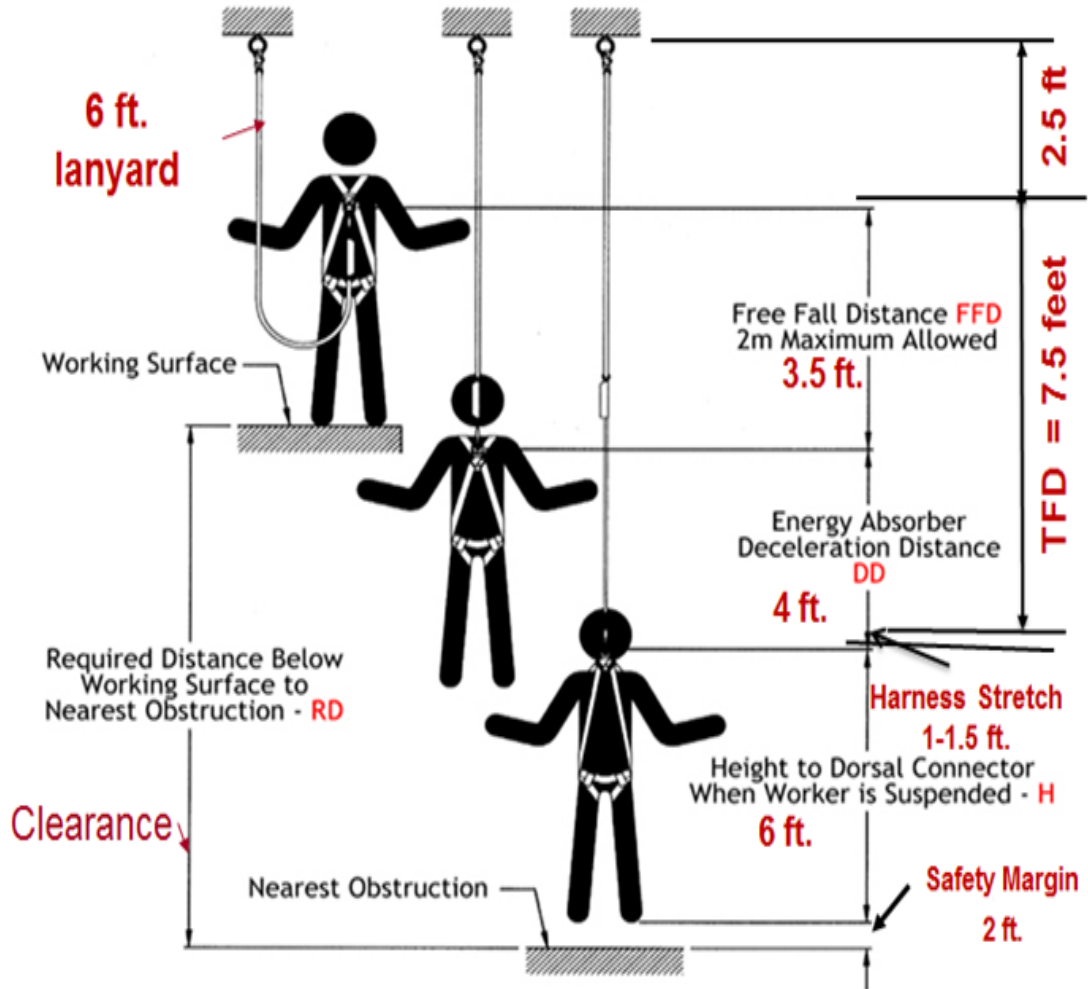 6 ft.
lanyard
2.5 ft
Working Surface
Free Fall Distance FFD
2m Maximum Allowed
3.5 ft.
TFD = 7.5 feet
Energy Absorber
Deceleration Distance
DD
4 ft.
Required Distance Below
Working Surface to
Nearest Obstruction - RD
Harness Stretch
1-1.5 ft.
Height to Dorsal Connector
When Worker is Suspended - H
6 ft.
Clearance
Nearest Obstruction
Safety Margin
2 ft.